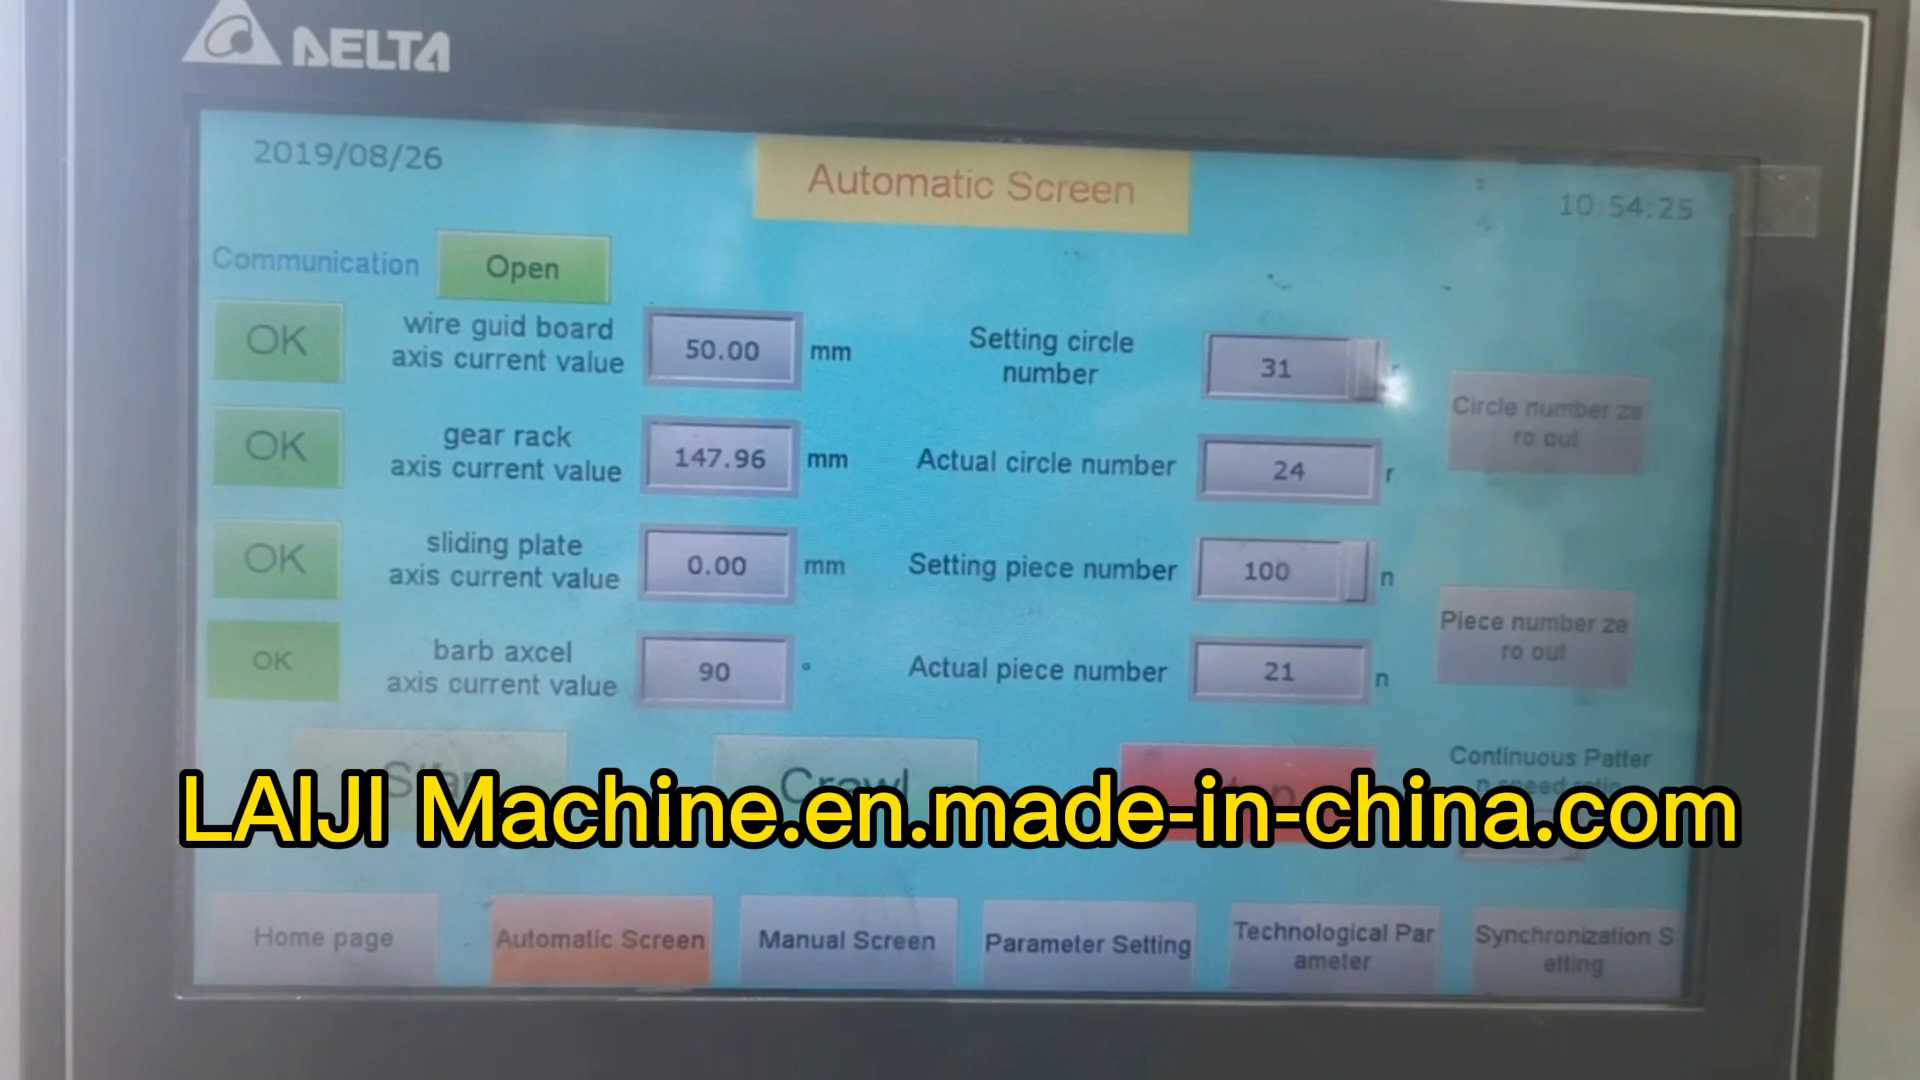 DELTA
2019/08/26
Automatic Screen
10:54:25
Communication
Open
OK
wire guid board
axis current value
50.00
mm
Setting circle
number
31
r
Circle number ze
ro out
OK
gear rack
axis current value
147.96
mm
Actual circle number
24
r
OK
sliding plate
axis current value
0.00
mm
Setting piece number
100
n
Piece number ze
ro out
OK
barb axcel
axis current value
90
°
Actual piece number
21
n
Crawl
Continuous Patter
n speed ratio
LAIJI Machine.en.made-in-china.com
Home page
Automatic Screen
Manual Screen
Parameter Setting
Technological Par
ameter
Synchronization S
etting